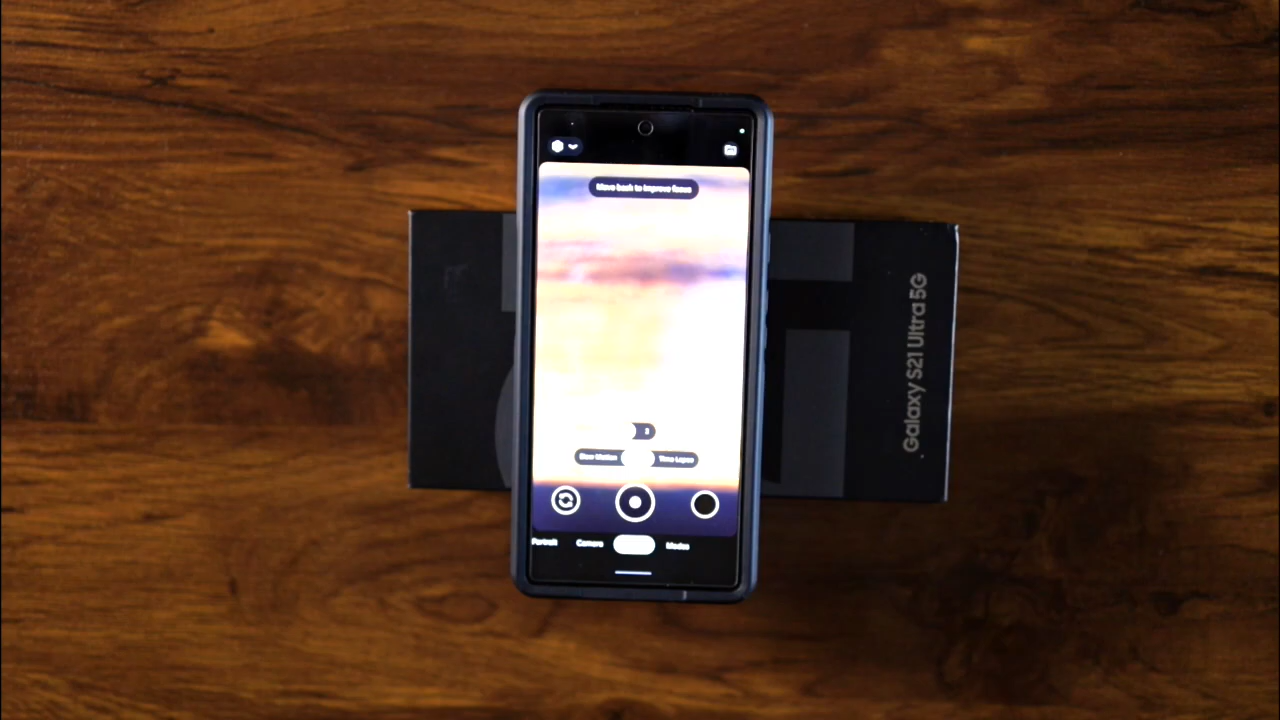 Move back to improve focus
Slow Motion
Time Lapse
Portrait
Camera
Modes
Galaxy S21 Ultra 5G